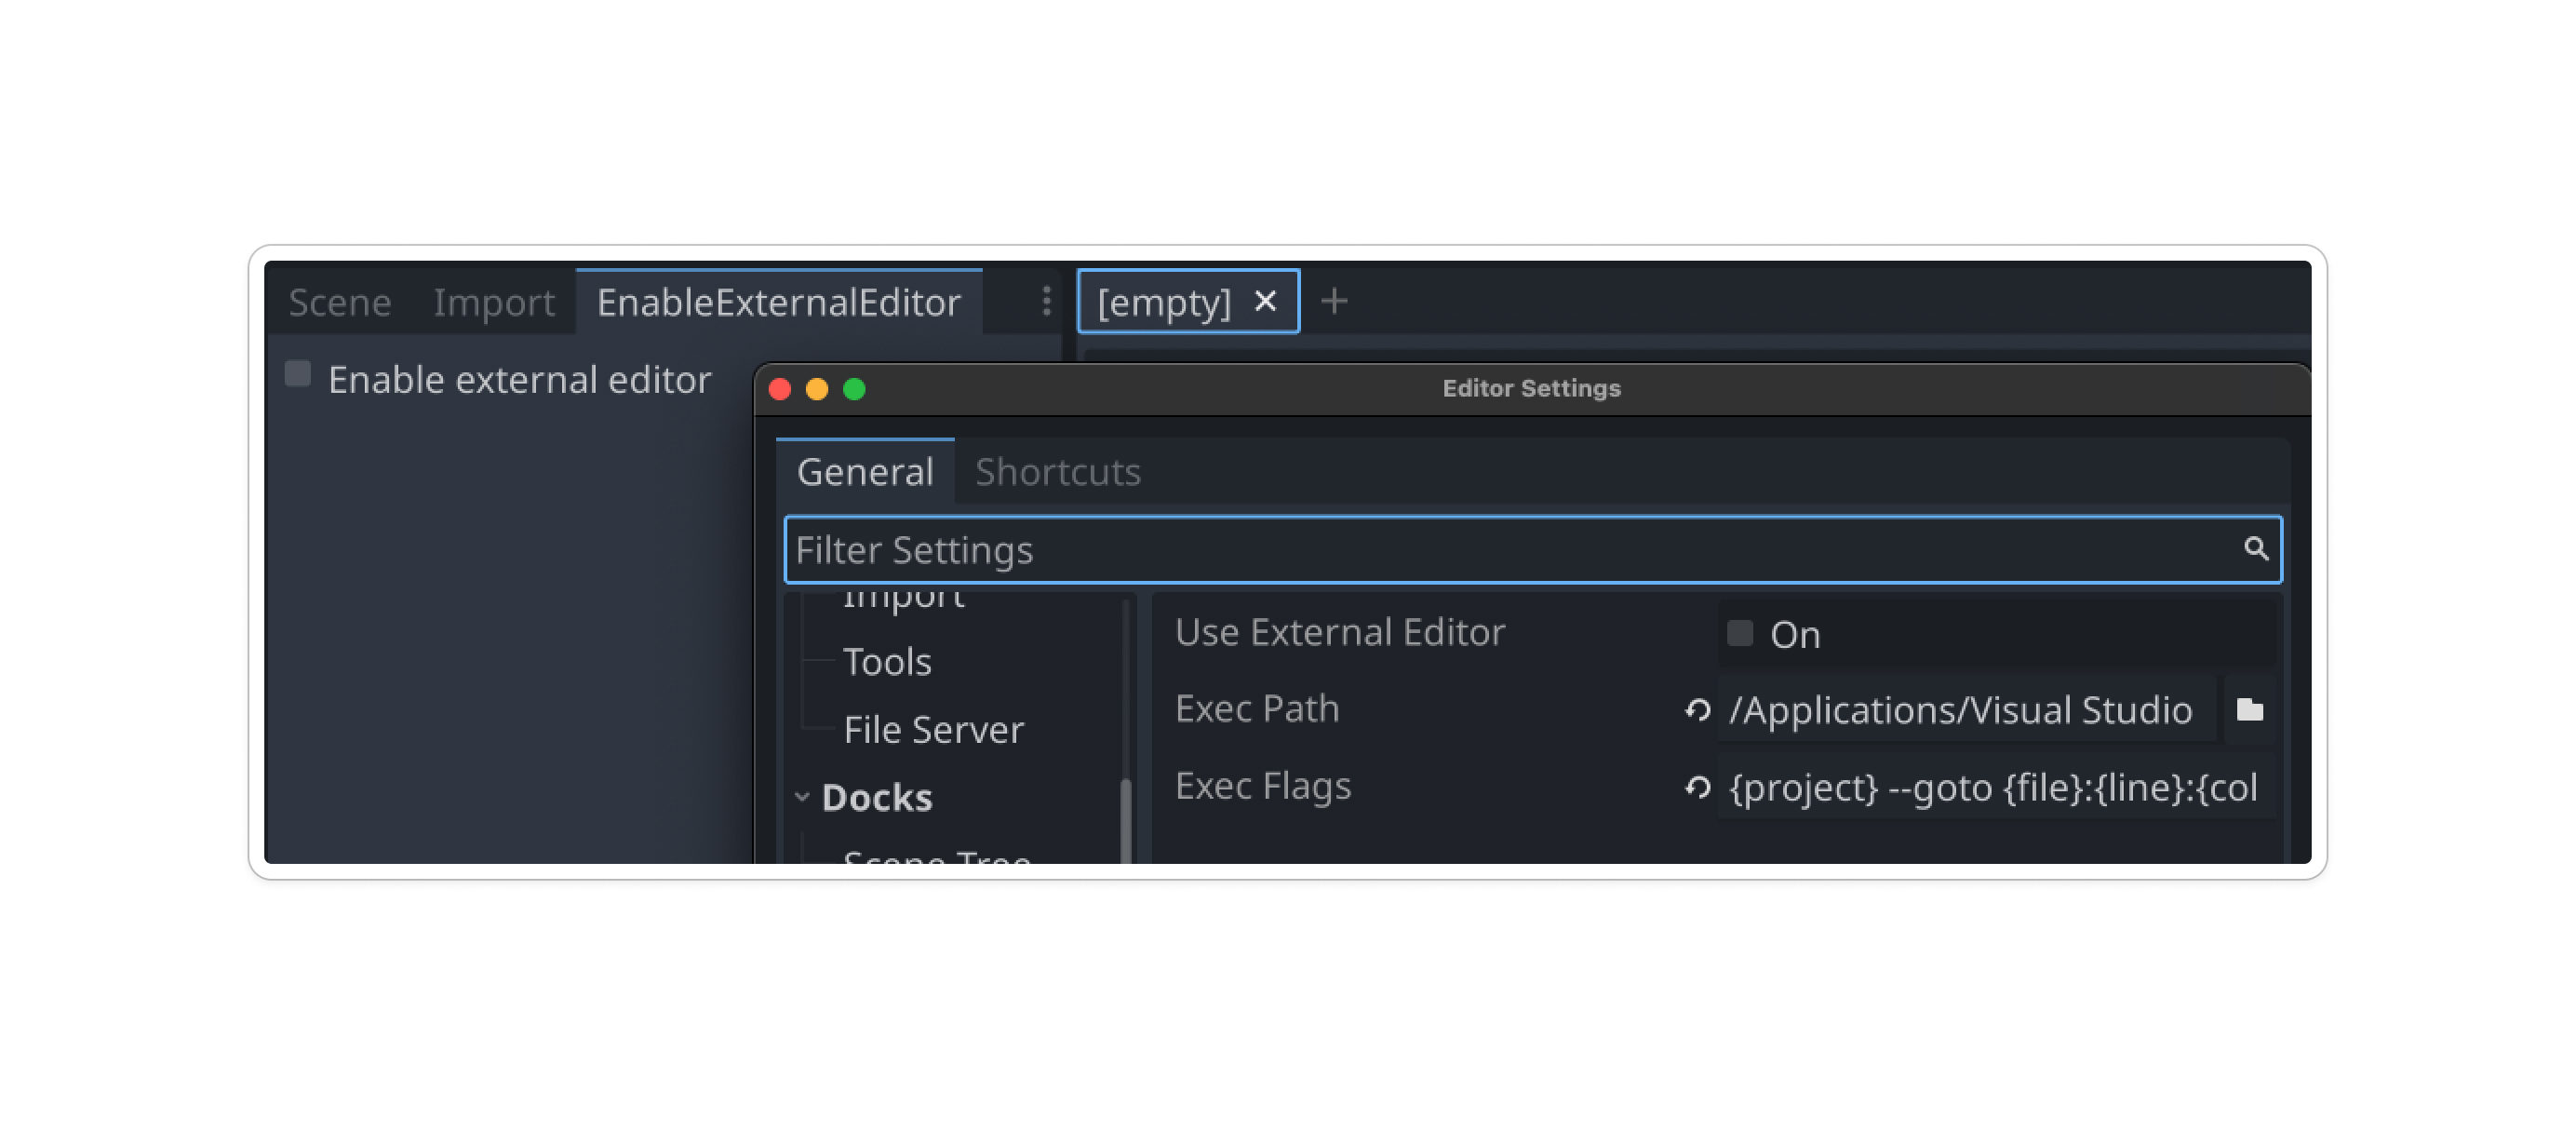 Scene Import EnableExternalEditor [empty]
Enable external editor
Editor Settings
General Shortcuts
Filter Settings
Import
Tools
File Server
Docks
Scene Tree
Use External Editor On
Exec Path /Applications/Visual Studio
Exec Flags {project} --goto {file}:{line}:{col